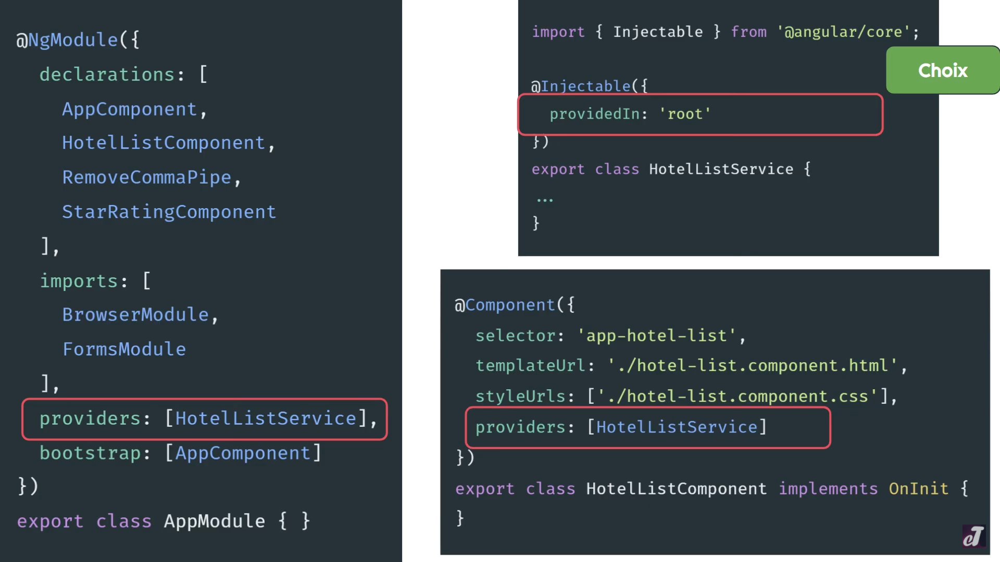 @NgModule({
  declarations: [
    AppComponent,
    HotelListComponent,
    RemoveCommaPipe,
    StarRatingComponent
  ],
  imports: [
    BrowserModule,
    FormsModule
  ],
  providers: [HotelListService],
  bootstrap: [AppComponent]
})
export class AppModule { }
import { Injectable } from '@angular/core';
Choix
@Injectable({
  providedIn: 'root'
})
export class HotelListService {
...
}
@Component({
  selector: 'app-hotel-list',
  templateUrl: './hotel-list.component.html',
  styleUrls: ['./hotel-list.component.css'],
  providers: [HotelListService]
})
export class HotelListComponent implements OnInit {
}
eT